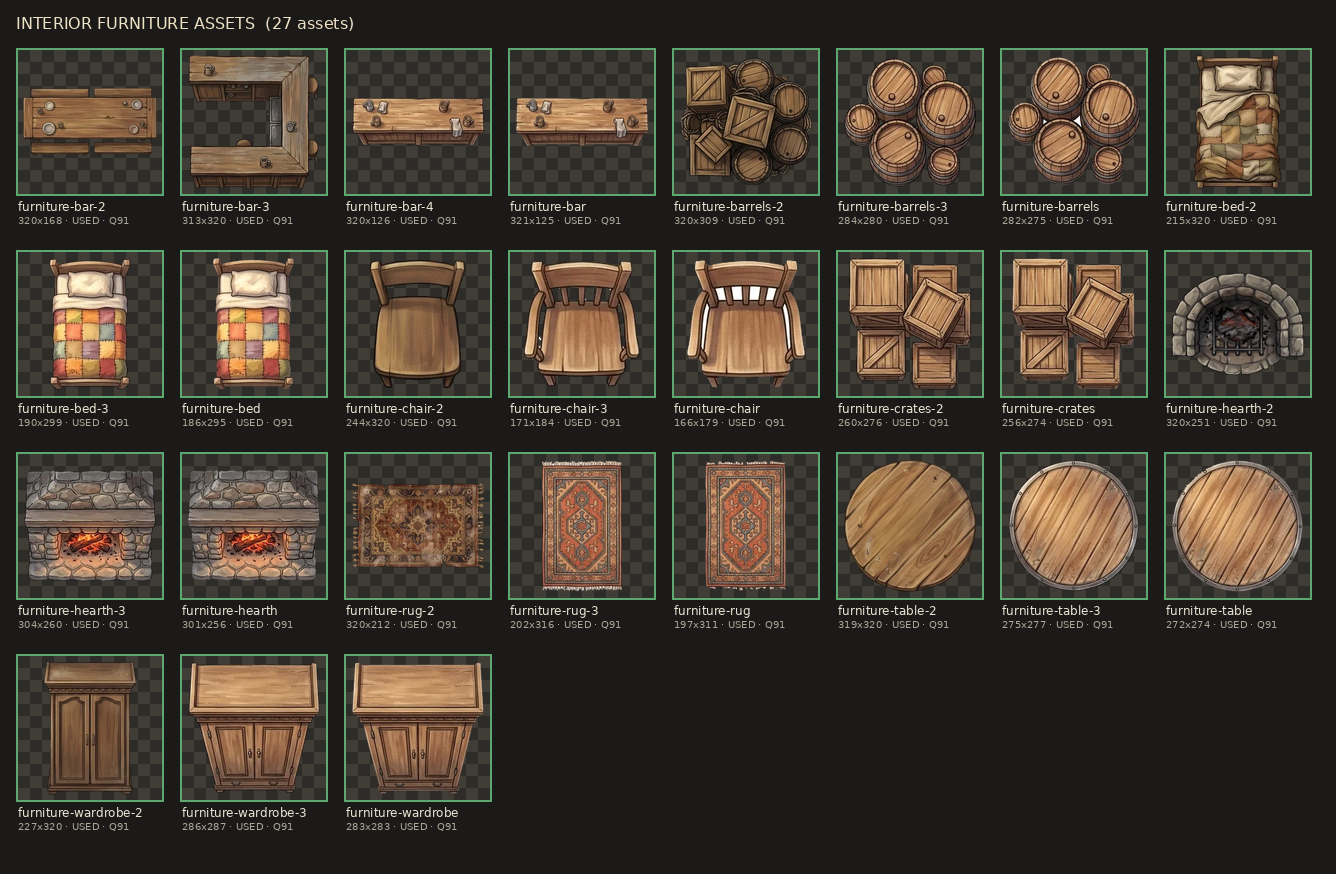 INTERIOR FURNITURE ASSETS (27 assets)
furniture-bar-2
320x168 · USED · Q91
furniture-bar-3
313x320 · USED · Q91
furniture-bar-4
320x126 · USED · Q91
furniture-bar
321x125 · USED · Q91
furniture-barrels-2
320x309 · USED · Q91
furniture-barrels-3
284x280 · USED · Q91
furniture-barrels
282x275 · USED · Q91
furniture-bed-2
215x320 · USED · Q91
furniture-bed-3
190x299 · USED · Q91
furniture-bed
186x295 · USED · Q91
furniture-chair-2
244x320 · USED · Q91
furniture-chair-3
171x184 · USED · Q91
furniture-chair
166x179 · USED · Q91
furniture-crates-2
260x276 · USED · Q91
furniture-crates
256x274 · USED · Q91
furniture-hearth-2
320x251 · USED · Q91
furniture-hearth-3
304x260 · USED · Q91
furniture-hearth
301x256 · USED · Q91
furniture-rug-2
320x212 · USED · Q91
furniture-rug-3
202x316 · USED · Q91
furniture-rug
197x311 · USED · Q91
furniture-table-2
319x320 · USED · Q91
furniture-table-3
275x277 · USED · Q91
furniture-table
272x274 · USED · Q91
furniture-wardrobe-2
227x320 · USED · Q91
furniture-wardrobe-3
286x287 · USED · Q91
furniture-wardrobe
283x283 · USED · Q91